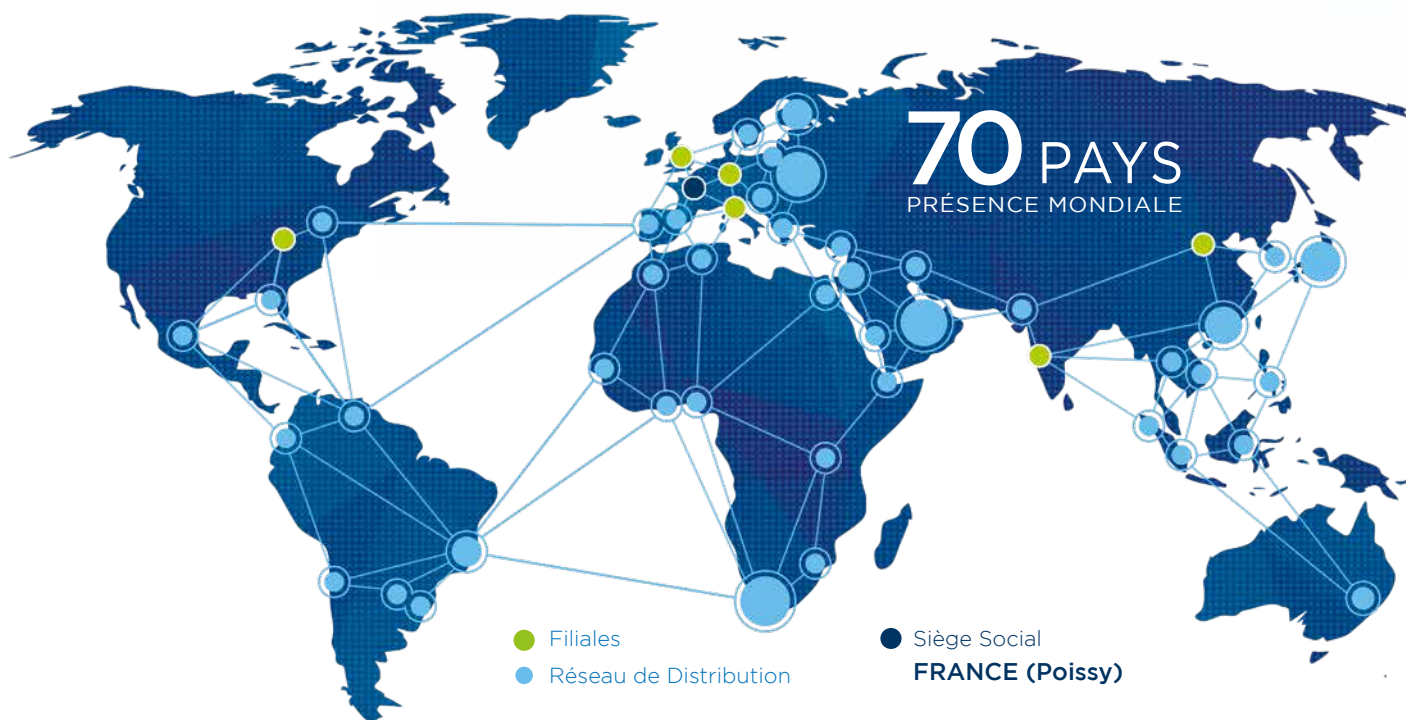 70 PAYS
PRÉSENCE MONDIALE
Filiales
Réseau de Distribution
Siège Social
FRANCE (Poissy)